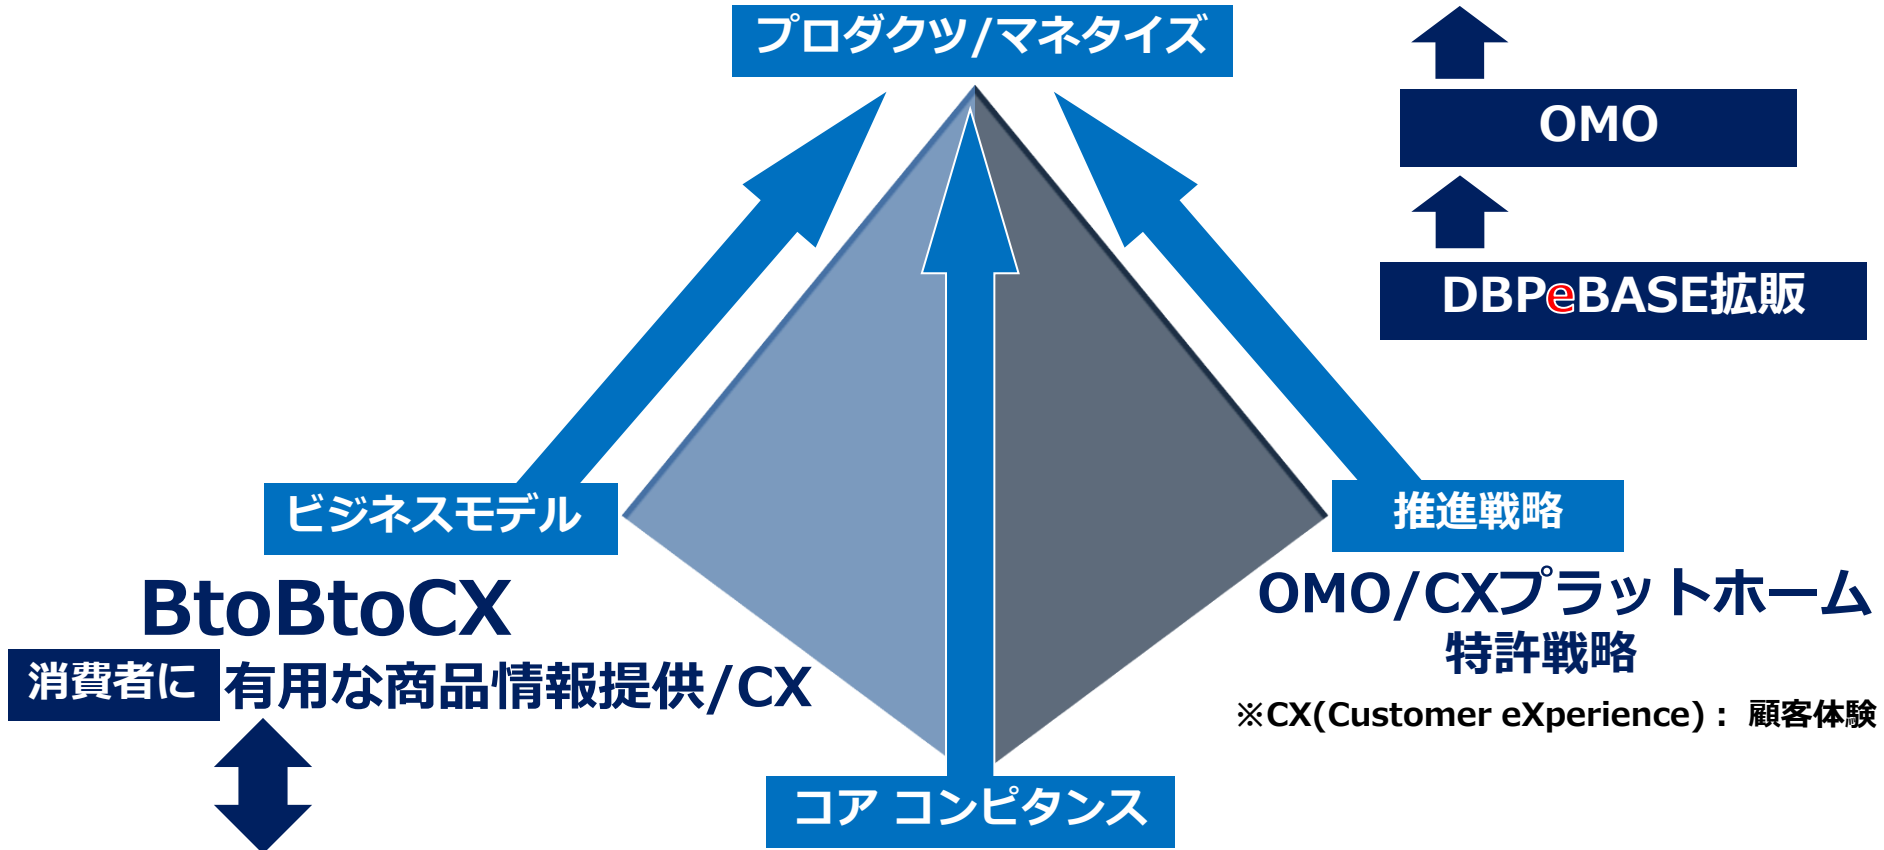 プロダクツ/マネタイズ
OMO
DBPeBASE拡販
ビジネスモデル
推進戦略
BtoBtoCX
消費者に 有用な商品情報提供/CX
OMO/CXプラットホーム
特許戦略
※CX(Customer eXperience)： 顧客体験
コア コンピタンス